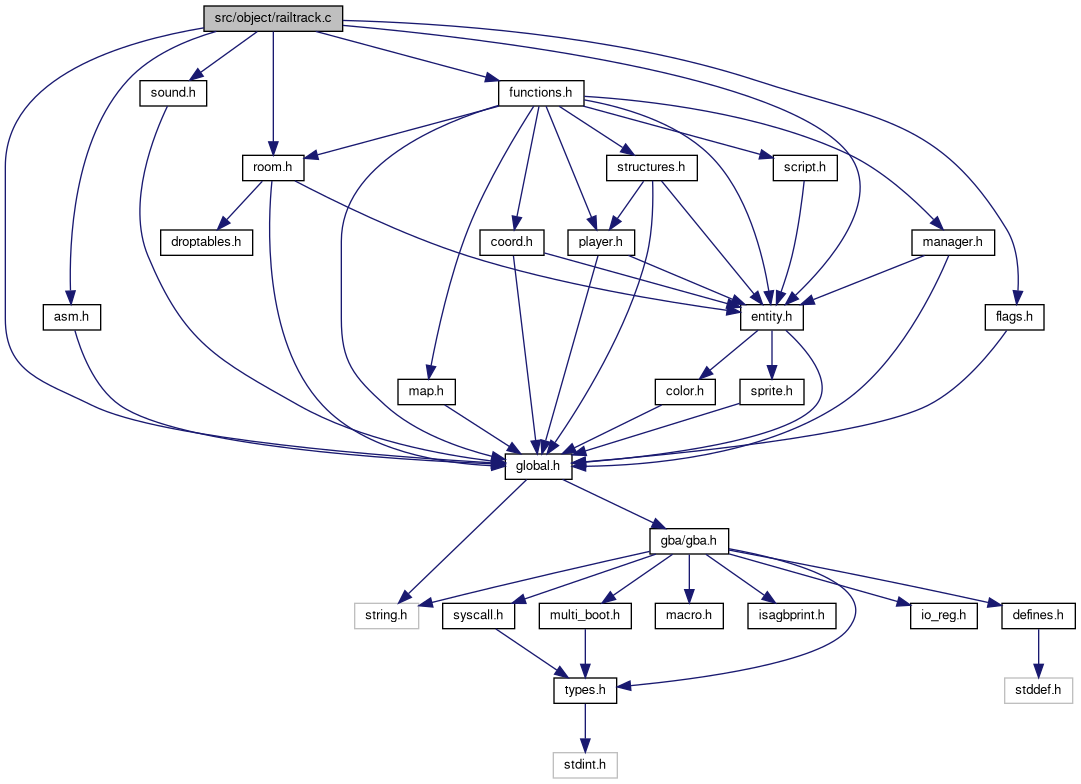 src/object/railtrack.c
sound.h
functions.h
room.h
structures.h
script.h
droptables.h
coord.h
player.h
manager.h
asm.h
entity.h
flags.h
map.h
color.h
sprite.h
global.h
gba/gba.h
string.h
syscall.h
multi_boot.h
macro.h
isagbprint.h
io_reg.h
defines.h
types.h
stddef.h
stdint.h